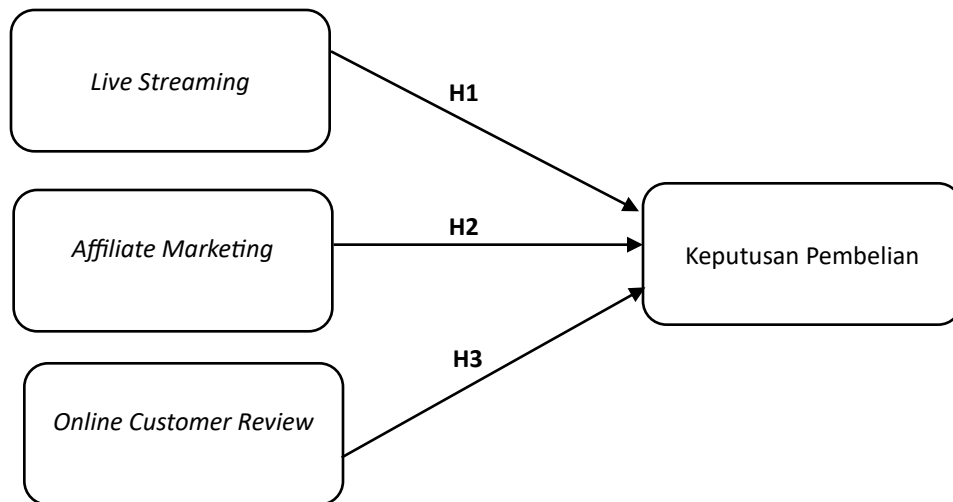 Live Streaming
H1
Affiliate Marketing
H2
Keputusan Pembelian
H3
Online Customer Review